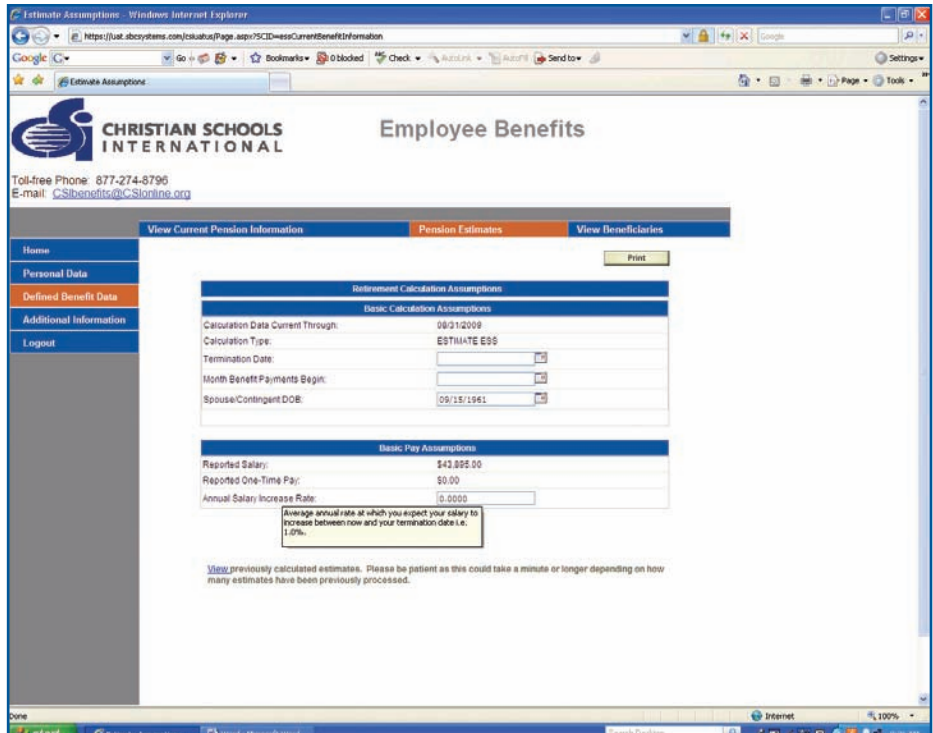 Estimate Assumptions - Windows Internet Explorer
https://uat.sbcsystems.com/csiuatus/Page.aspx?SCID=essCurrentBenefitInformation
Google
Google Go Bookmarks 0 blocked Check AutoLink AutoFill Send to Settings
Estimate Assumptions Page Tools
CHRISTIAN SCHOOLS
INTERNATIONAL
Employee Benefits
Toll-free Phone: 877-274-8796
E-mail: CSIbenefits@CSIonline.org
View Current Pension Information Pension Estimates View Beneficiaries
Home
Personal Data
Defined Benefit Data
Additional Information
Logout
Print
Retirement Calculation Assumptions
Basic Calculation Assumptions
Calculation Data Current Through: 08/31/2009
Calculation Type: ESTIMATE ESS
Termination Date:
Month Benefit Payments Begin:
Spouse/Contingent DOB: 09/15/1961
Basic Pay Assumptions
Reported Salary: $43,895.00
Reported One-Time Pay: $0.00
Annual Salary Increase Rate: 0.0000
Average annual rate at which you expect your salary to
increase between now and your termination date i.e.
1.0%.
View previously calculated estimates. Please be patient as this could take a minute or longer depending on how
many estimates have been previously processed.
Done Internet 100%
start